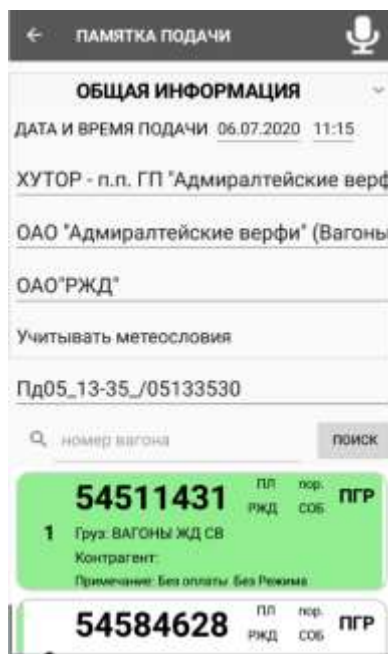 ПАМЯТКА ПОДАЧИ
ОБЩАЯ ИНФОРМАЦИЯ
ДАТА И ВРЕМЯ ПОДАЧИ 06.07.2020 11:15
ХУТОР - п.п. ГП "Адмиралтейские верф
ОАО "Адмиралтейские верфи" (Вагоны
ОАО"РЖД"
Учитывать метеословия
Пд05_13-35_/05133530
номер вагона ПОИСК
54511431 ПЛ пор. ПГР
РЖД СОБ
1 Груз: ВАГОНЫ ЖД СВ
Контрагент:
Примечание: Без оплаты Без Режима
54584628 ПЛ пор. ПГР
РЖД СОБ